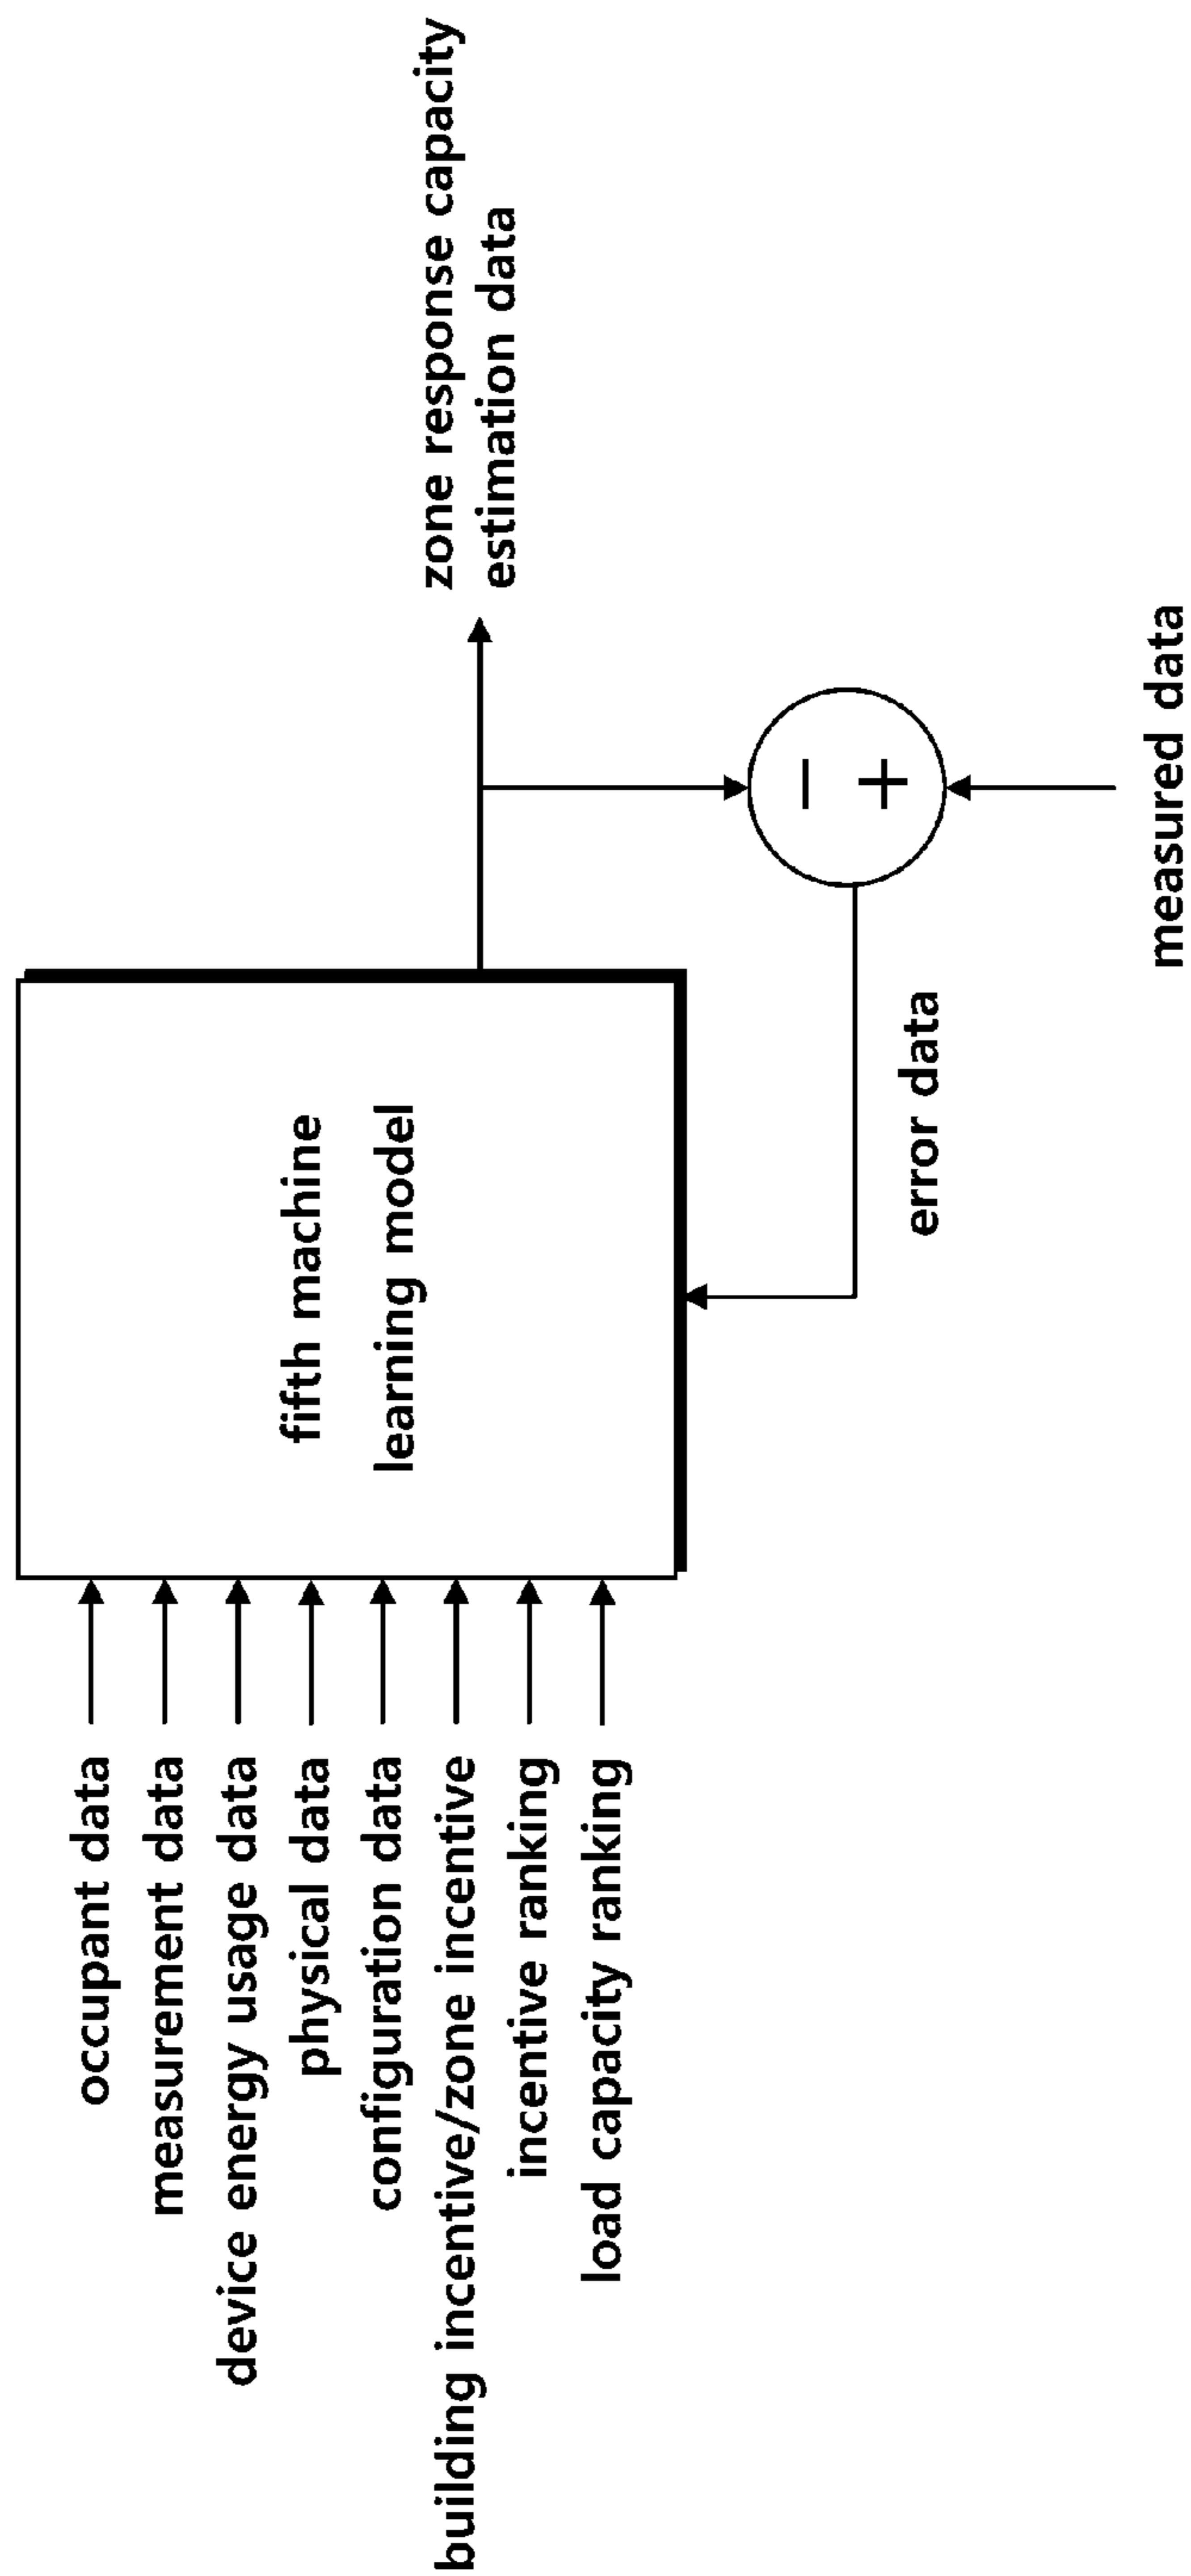 occupant data
measurement data
device energy usage data
physical data
configuration data
building incentive/zone incentive
incentive ranking
load capacity ranking
fifth machine
learning model
zone response capacity
estimation data
−
+
error data
measured data